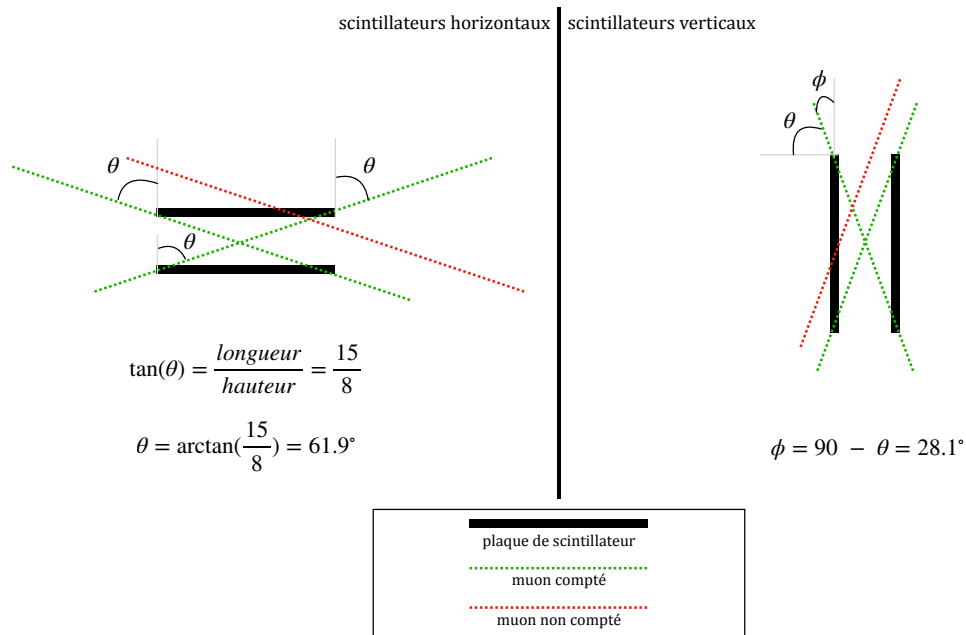 scintillateurs horizontaux
scintillateurs verticaux
ϕ
θ
θ
θ
θ
tan(θ) = longueur/hauteur = 15/8
θ = arctan(15/8) = 61.9°
ϕ = 90 − θ = 28.1°
plaque de scintillateur
muon compté
muon non compté